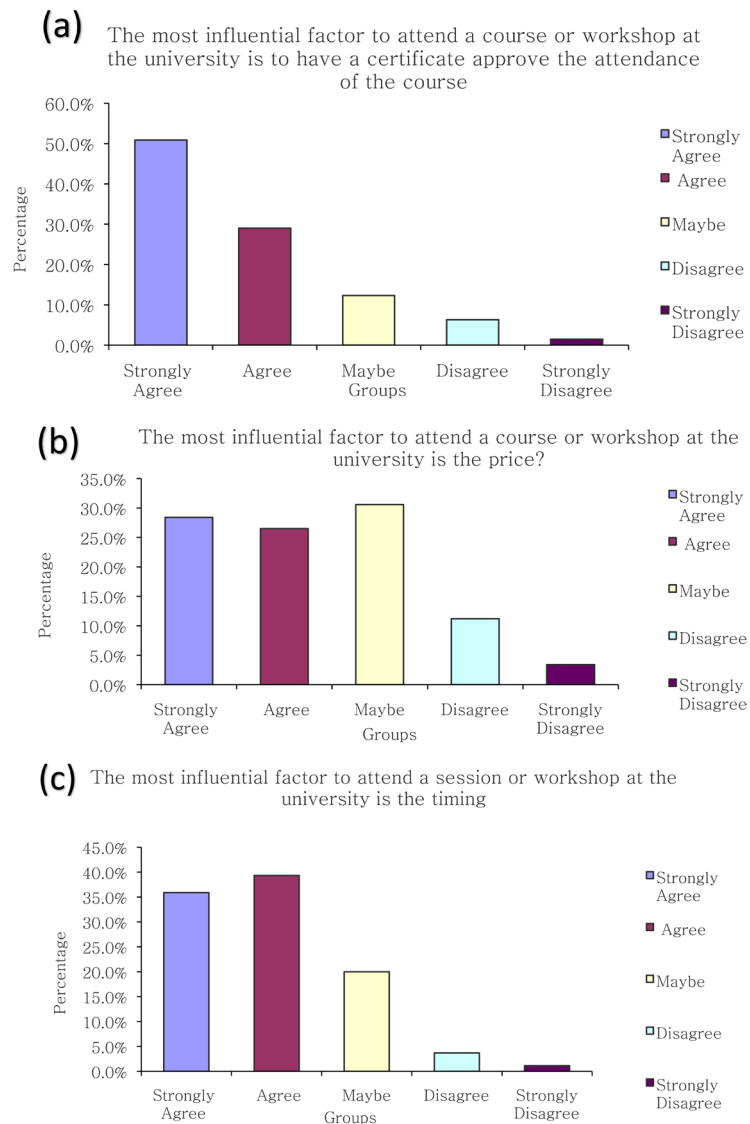 (a)
The most influential factor to attend a course or workshop at
the university is to have a certificate approve the attendance
of the course
60.0%
50.0%
40.0%
30.0%
20.0%
10.0%
0.0%
Percentage
Strongly
Agree
Agree
Maybe
Disagree
Strongly
Disagree
Groups
Strongly
Agree
Agree
Maybe
Disagree
Strongly
Disagree
(b)
The most influential factor to attend a course or workshop at the
university is the price?
35.0%
30.0%
25.0%
20.0%
15.0%
10.0%
5.0%
0.0%
Percentage
Strongly
Agree
Agree
Maybe
Disagree
Strongly
Disagree
Groups
Strongly
Agree
Agree
Maybe
Disagree
Strongly
Disagree
(c)
The most influential factor to attend a session or workshop at the
university is the timing
45.0%
40.0%
35.0%
30.0%
25.0%
20.0%
15.0%
10.0%
5.0%
0.0%
Percentage
Strongly
Agree
Agree
Maybe
Disagree
Strongly
Disagree
Groups
Strongly
Agree
Agree
Maybe
Disagree
Strongly
Disagree